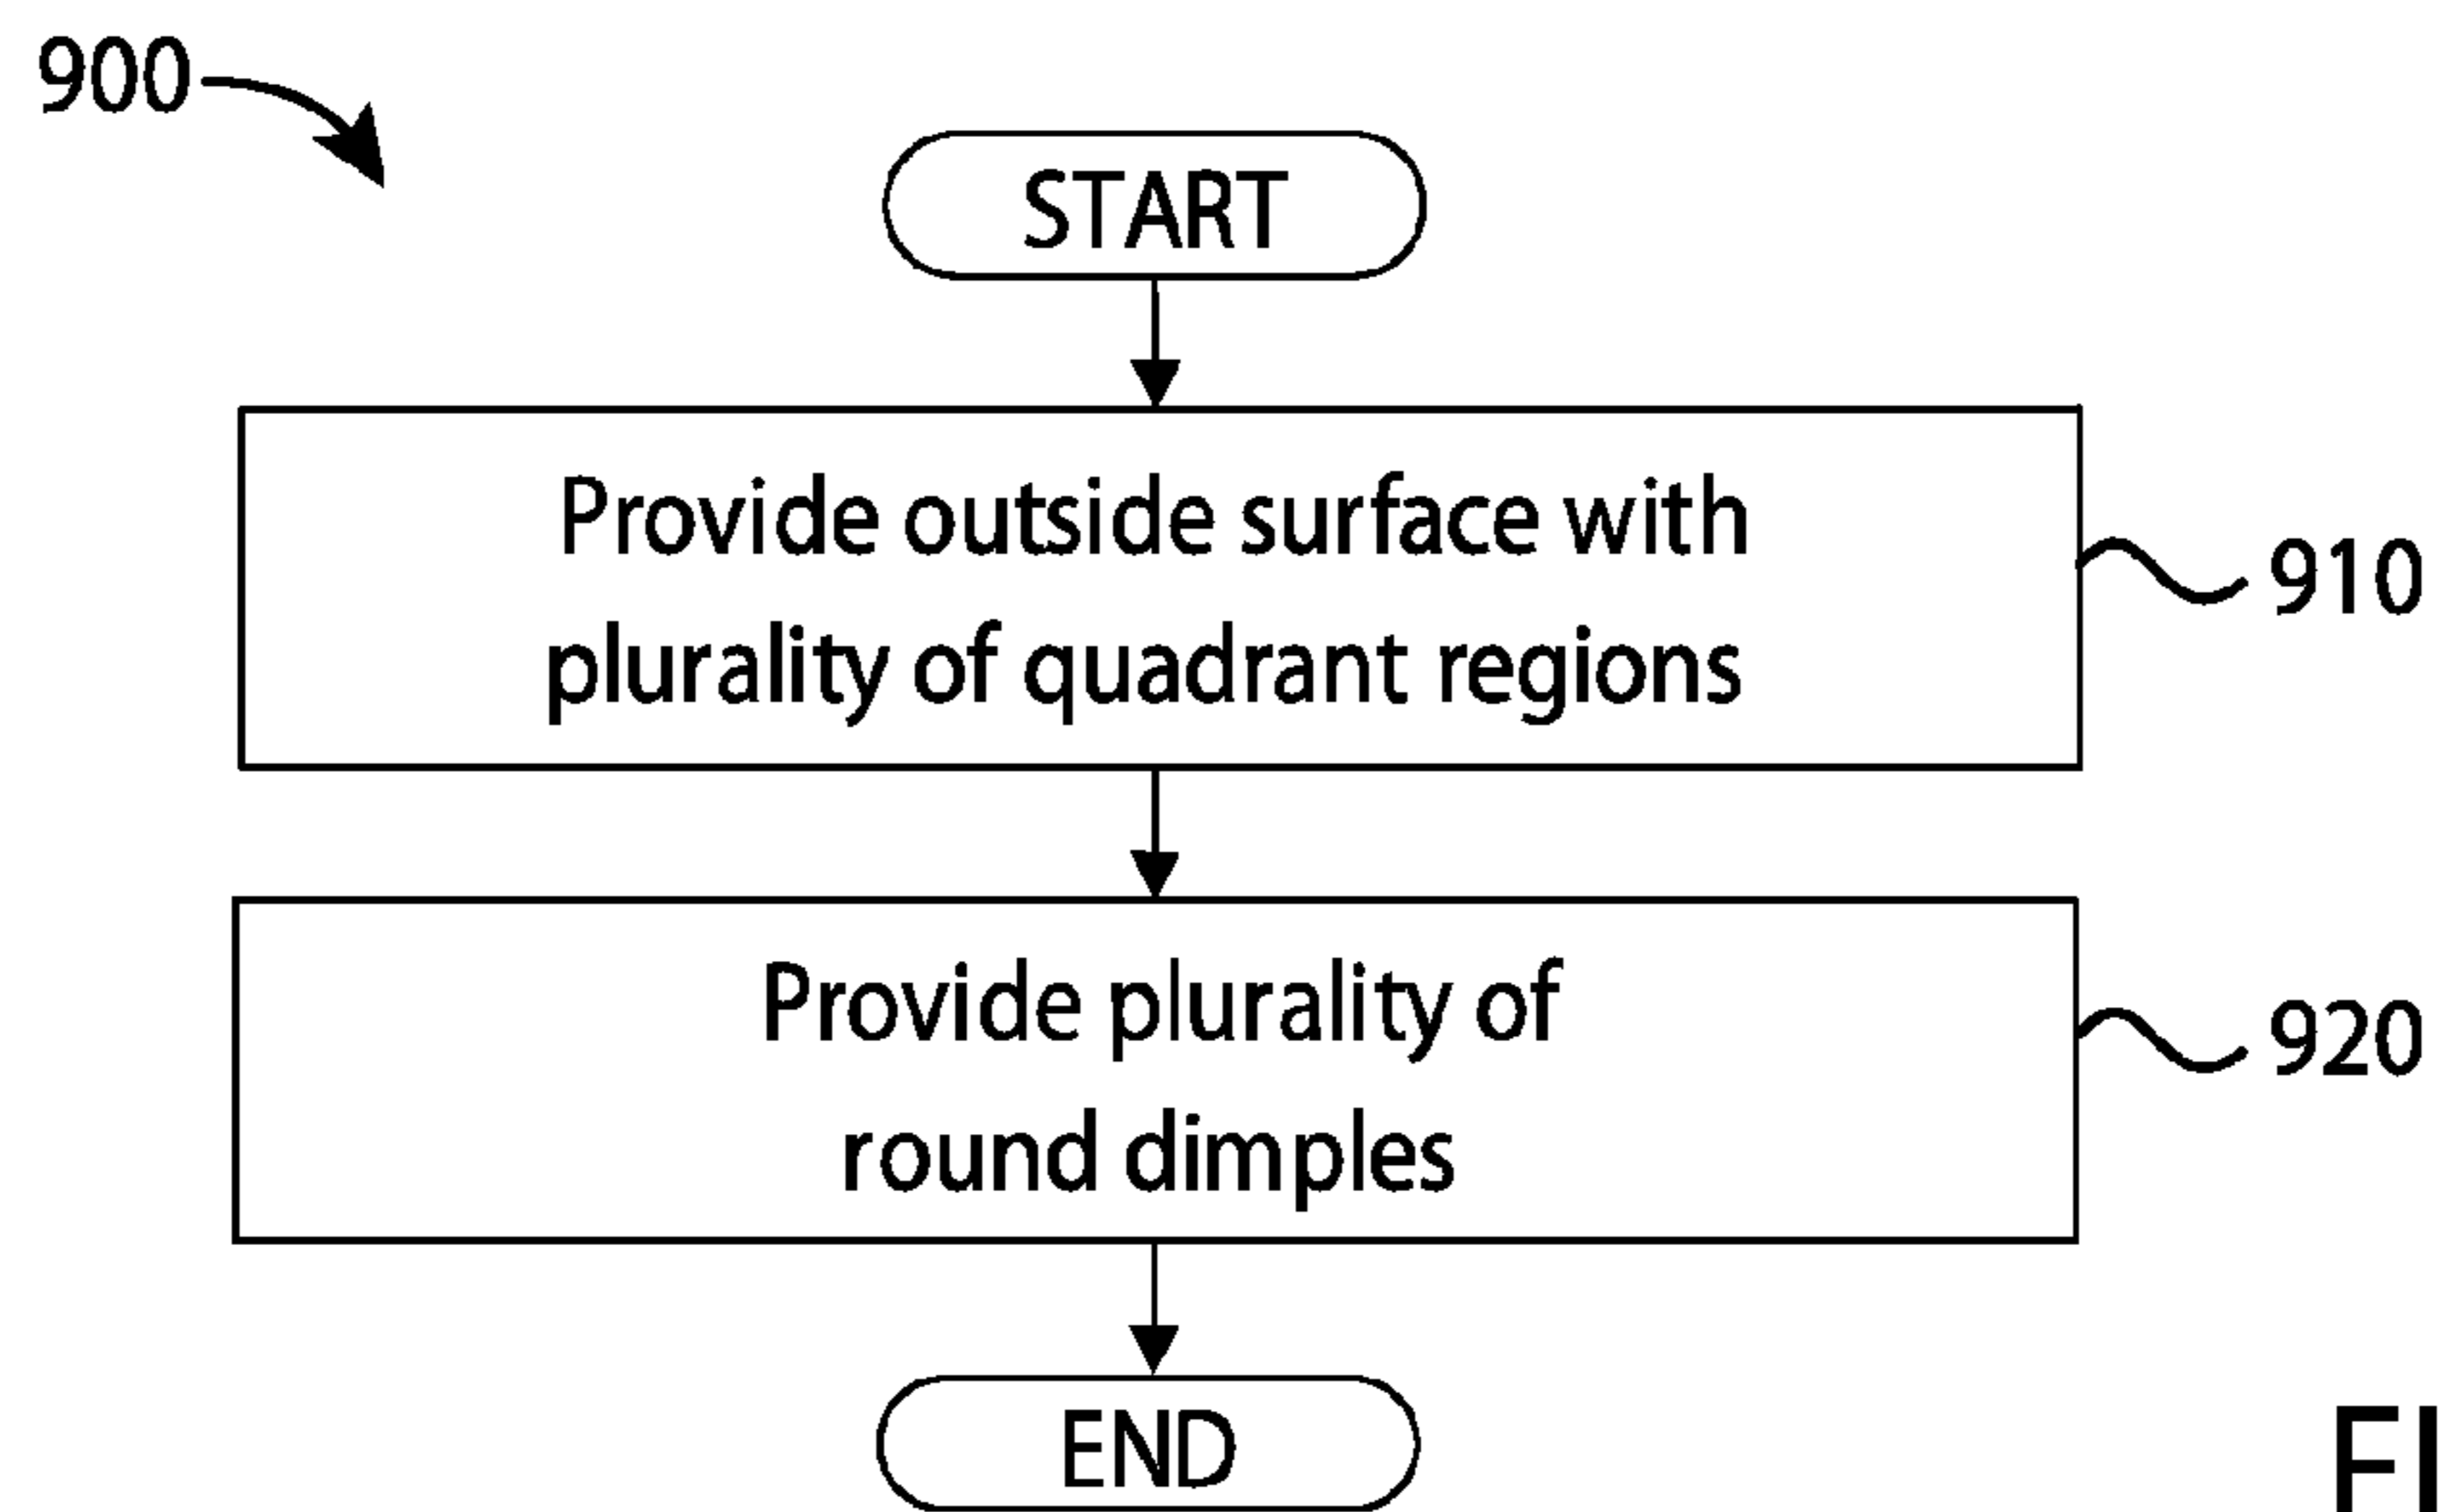 900
START
Provide outside surface with
plurality of quadrant regions
910
Provide plurality of
round dimples
920
END